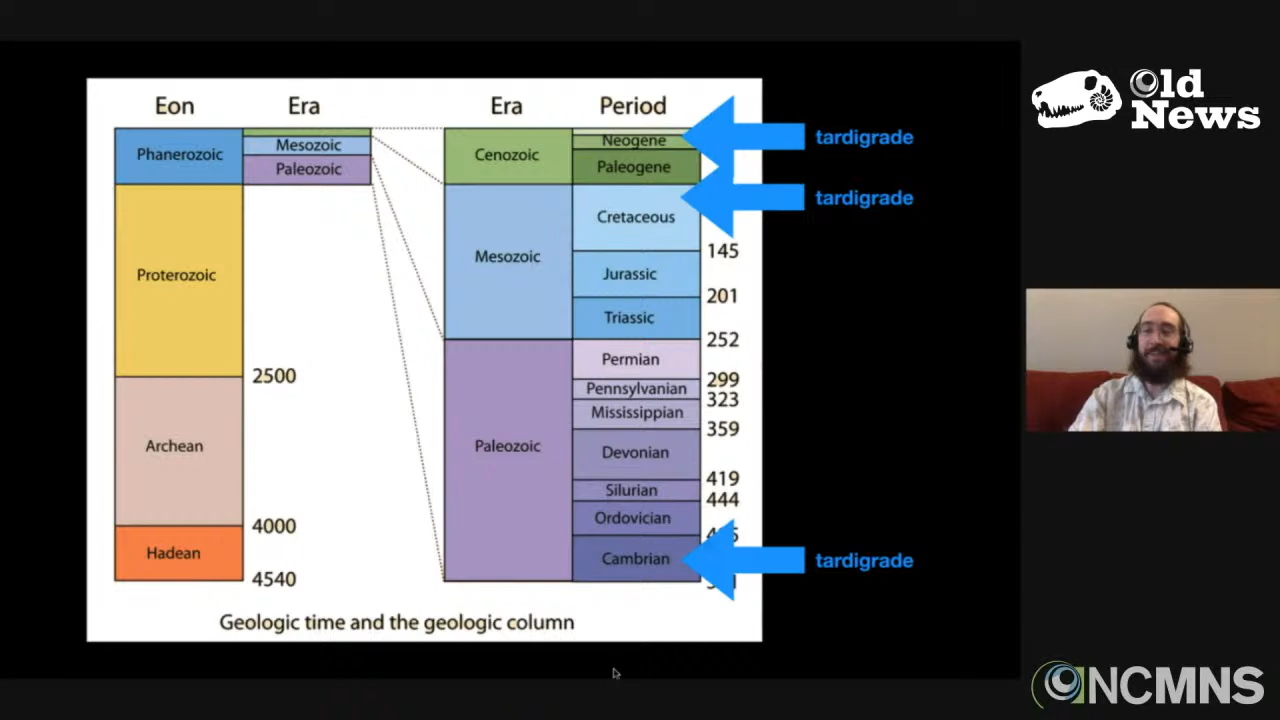 Eon Era Era Period
Phanerozoic
Mesozoic
Paleozoic
Proterozoic
2500
Archean
4000
Hadean
4540
Cenozoic
Neogene
Paleogene
Mesozoic
Cretaceous
145
Jurassic
201
Triassic
252
Paleozoic
Permian
299
Pennsylvanian
323
Mississippian
359
Devonian
419
Silurian
444
Ordovician
Cambrian
Geologic time and the geologic column
tardigrade
tardigrade
tardigrade
Old
News
NCMNS